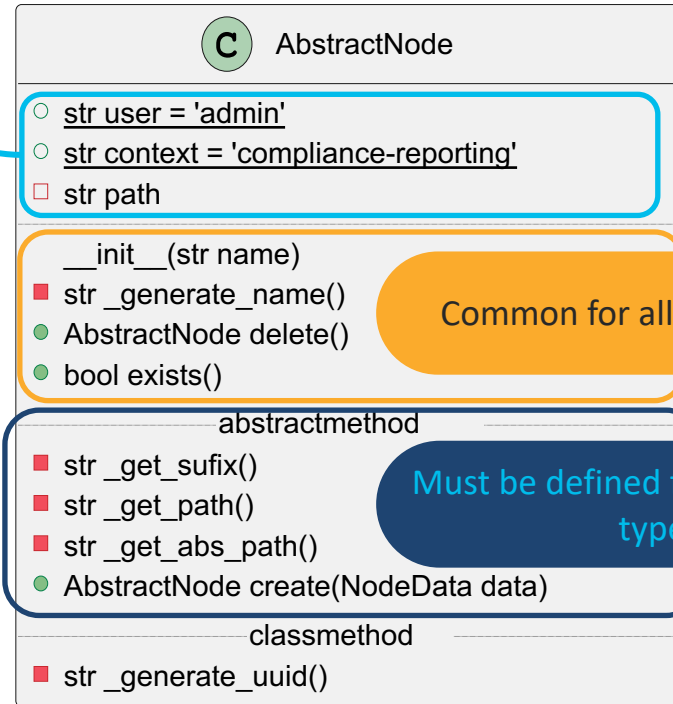 C AbstractNode
str user = 'admin'
str context = 'compliance-reporting'
str path
__init__(str name)
str _generate_name()
Common for all
AbstractNode delete()
bool exists()
abstractmethod
str _get_sufix()
str _get_path()
Must be defined
type
str _get_abs_path()
AbstractNode create(NodeData data)
classmethod
str _generate_uuid()